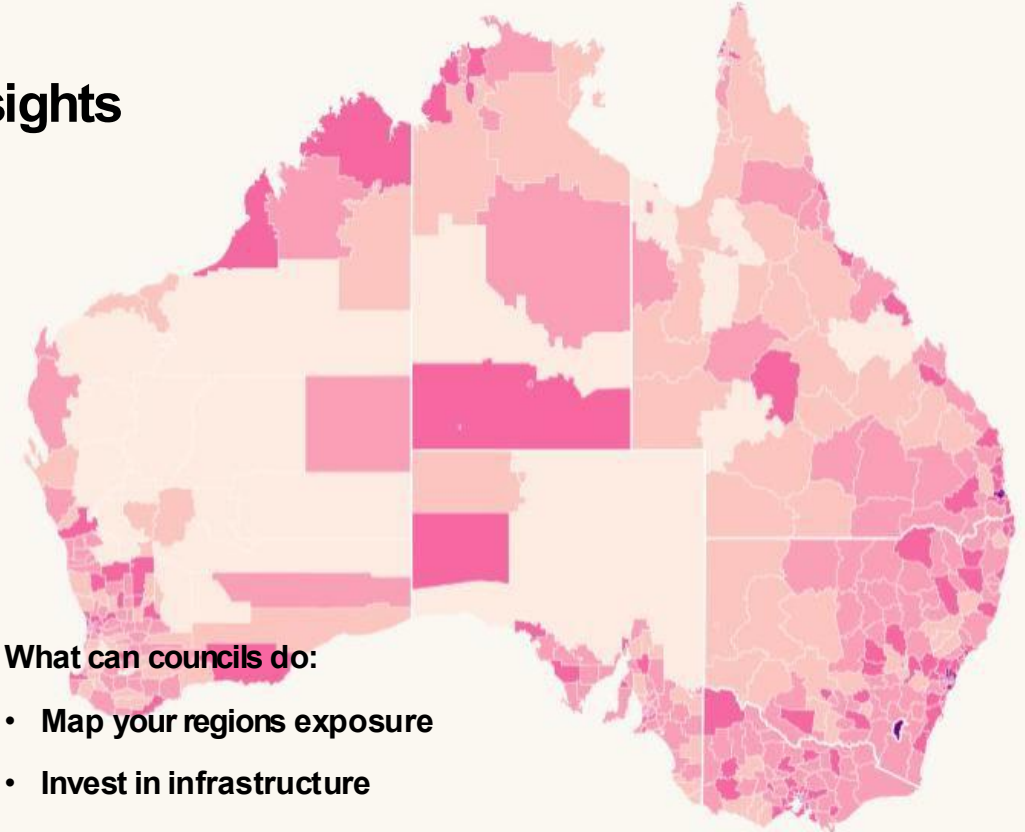 sights
What can councils do:
• Map your regions exposure
• Invest in infrastructure